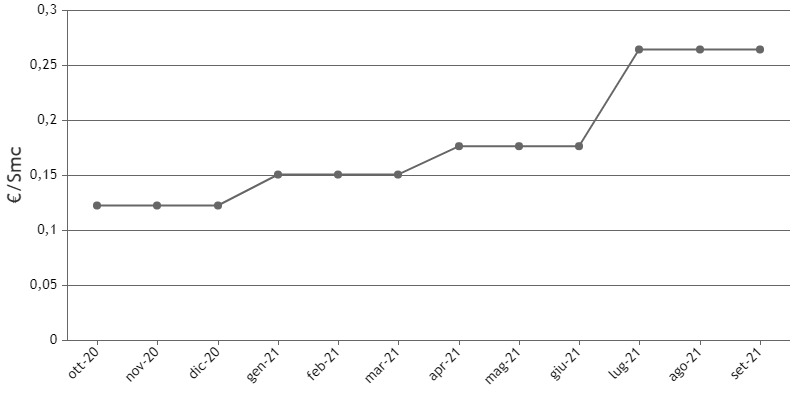 0,3
0,25
0,2
0,15
0,1
0,05
0
€/Smc
ott-20
nov-20
dic-20
gen-21
feb-21
mar-21
apr-21
mag-21
giu-21
lug-21
ago-21
set-21